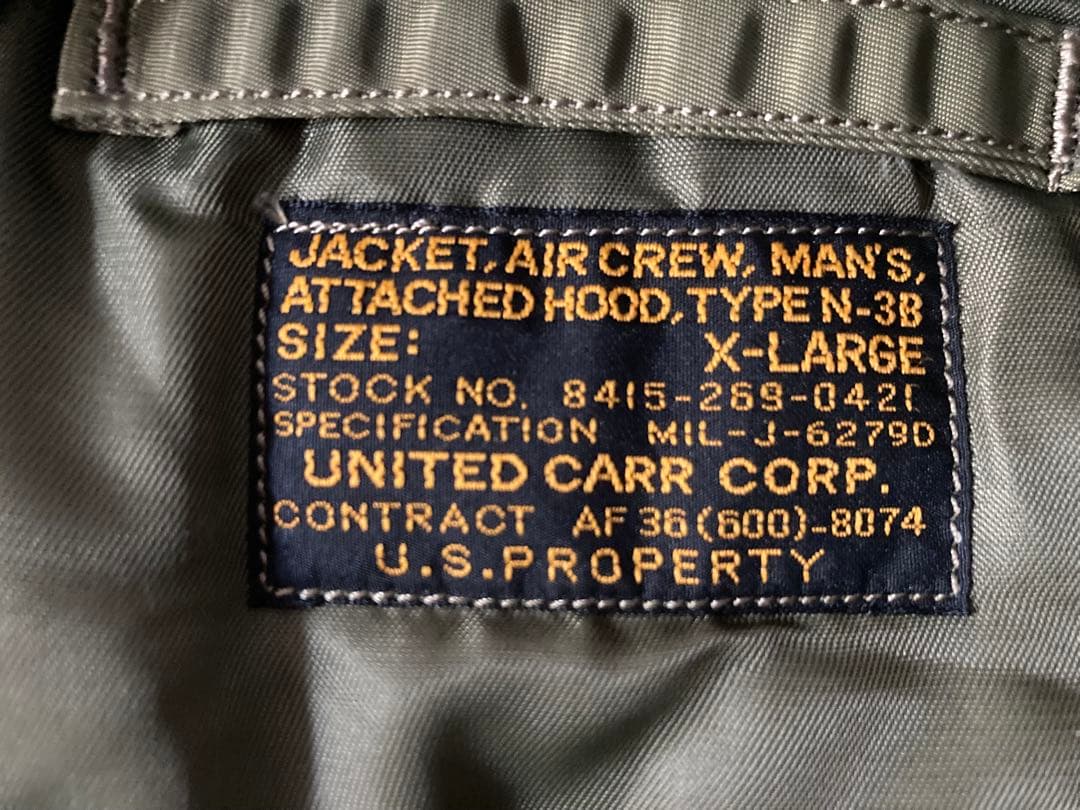 JACKET, AIR CREW, MAN'S,
ATTACHED HOOD, TYPE N-3B
SIZE: X-LARGE
STOCK NO. 8415-269-0421
SPECIFICATION MIL-J-6279D
UNITED CARR CORP.
CONTRACT AF 36(600)-8074
U.S.PROPERTY